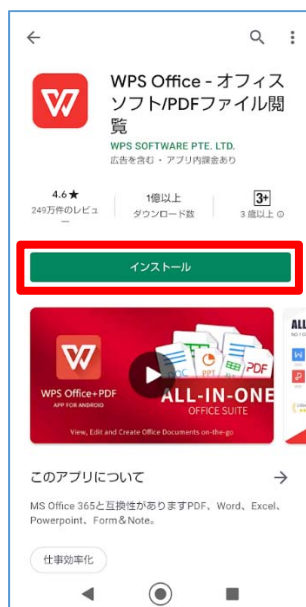 WPS Office - オフィス
ソフト/PDFファイル閲
覧
WPS SOFTWARE PTE. LTD.
広告を含む・アプリ内課金あり
4.6★
249万件のレビュ
ー
1億以上
ダウンロード数
3+
3 歳以上
インストール
WPS Office+PDF
APP FOR ANDROID
DOC
PPT
PDF
ALL-IN-ONE
OFFICE SUITE
View, Edit and Create Office Documents on-the-go
ALL
このアプリについて
MS Office 365と互換性がありますPDF、Word、Excel、
Powerpoint、Form＆Note。
仕事効率化